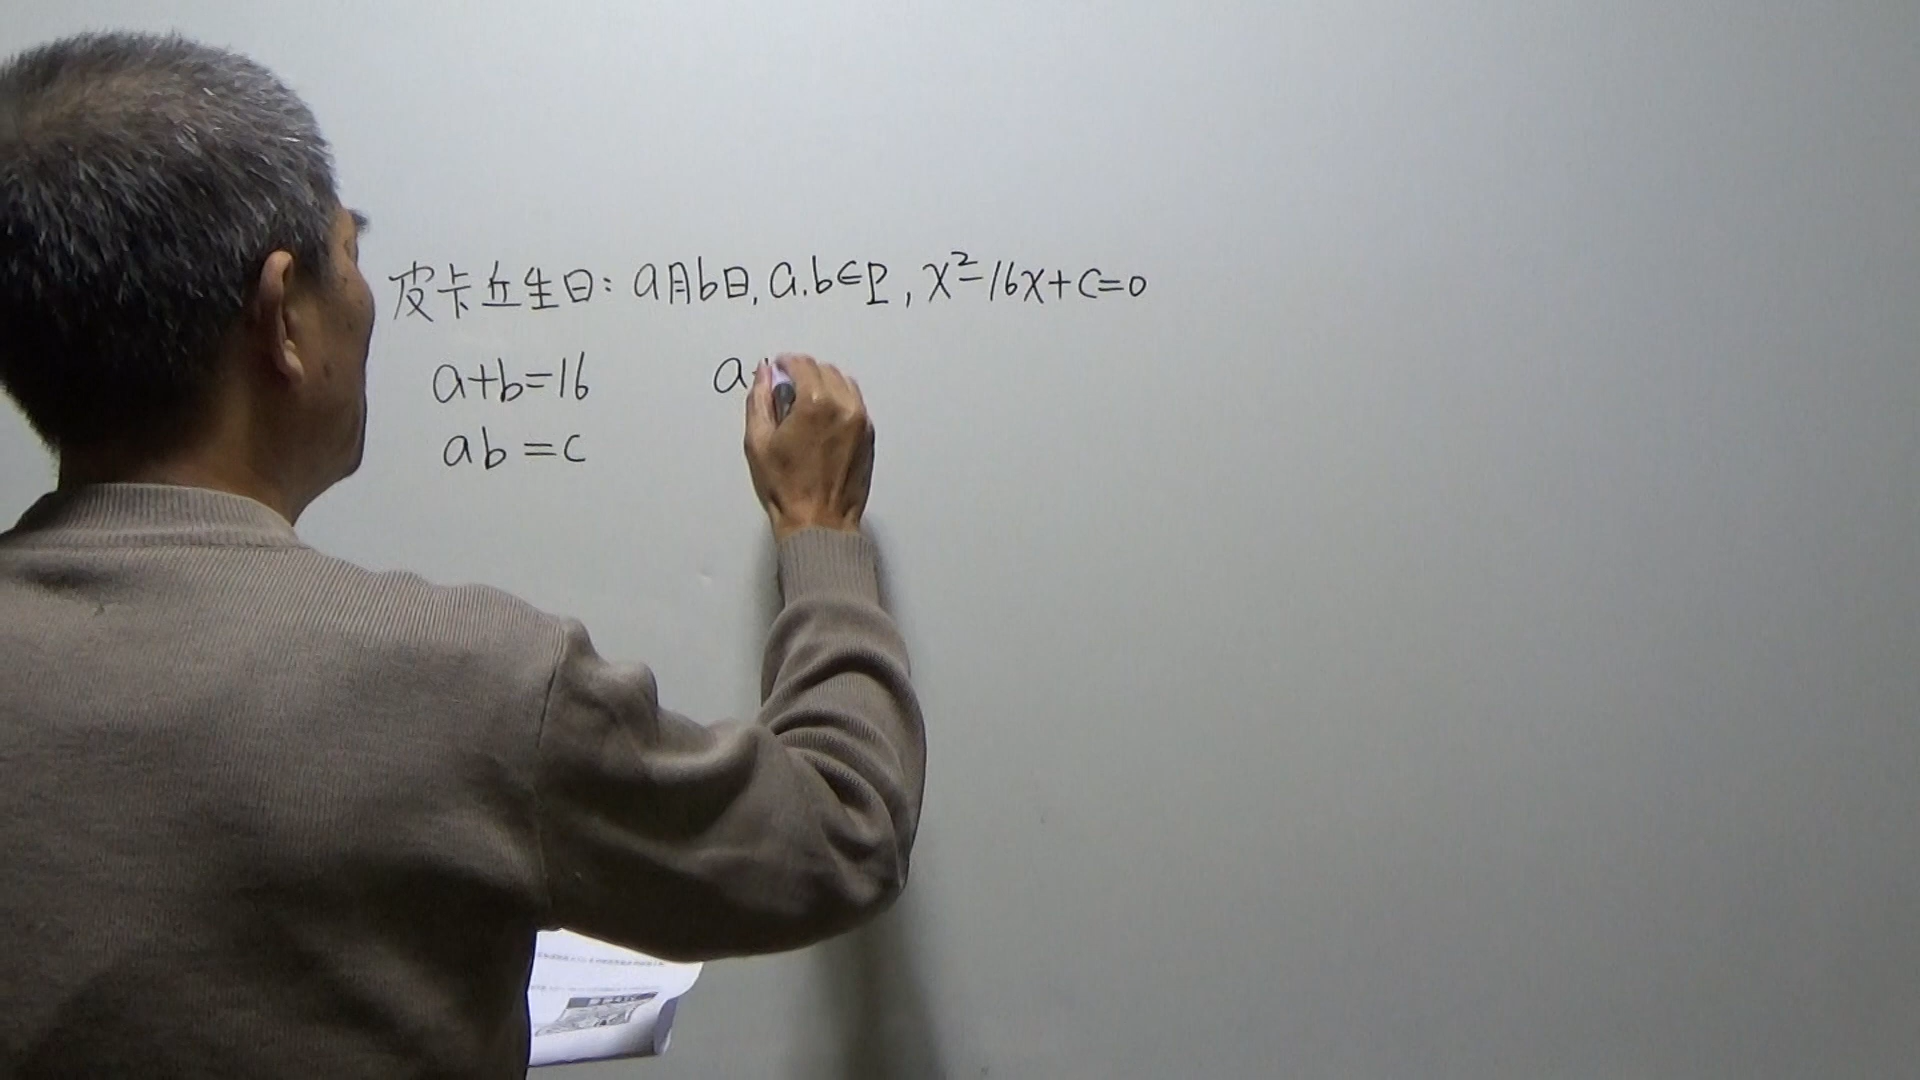 皮卡丘生日: a月b日, a.b∈P, x²-16x+c=0
a+b=16
ab=c
a